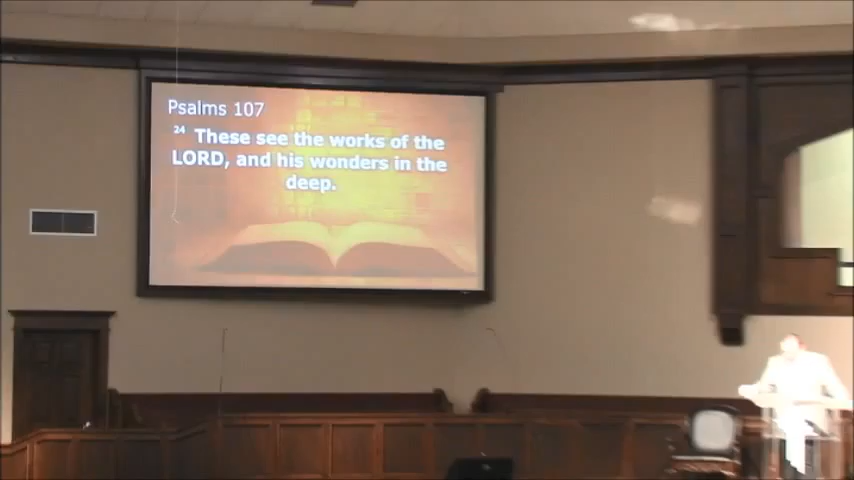 Psalms 107
24 These see the works of the
LORD, and his wonders in the
deep.